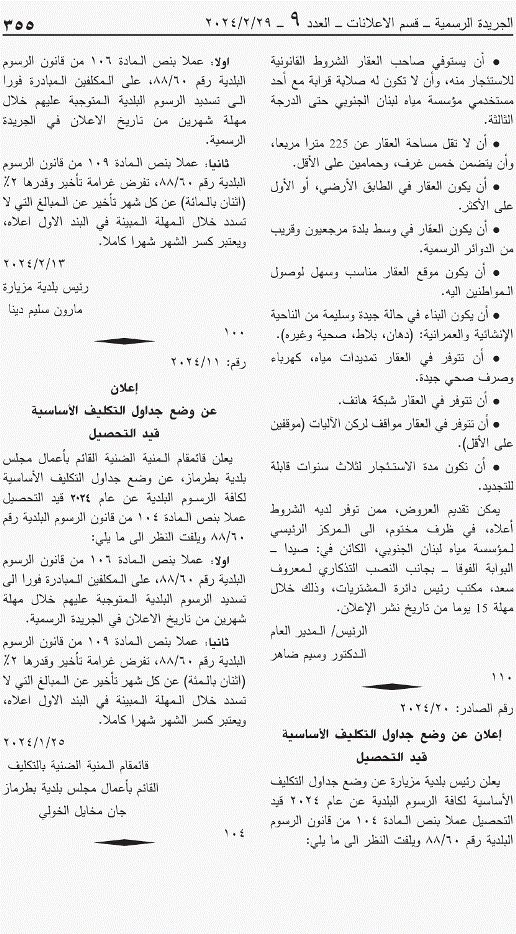 الجريدة الرسمية ــ قسم الاعلانات ــ العدد ٩ ــ ٢٠٢٤/٢/٢٩
٣٥٥
● أن يستوفي صاحب العقار الشروط القانونية
للاستئجار منه، وأن لا تكون له صلابة قرابة مع أحد
مستخدمي مؤسسة مياه لبنان الجنوبي حتى الدرجة
الثالثة.
● أن لا تقل مساحة العقار عن 225 مترا مربعا،
وأن يتضمن خمس غرف، وحمامين على الأقل.
● أن يكون العقار في الطابق الأرضي، أو الأول
على الأكثر.
● أن يكون العقار في وسط بلدة مرجعيون وقريب
من الدوائر الرسمية.
● أن يكون موقع العقار مناسب وسهل لوصول
المواطنين اليه.
● أن يكون البناء في حالة جيدة وسليمة من الناحية
الإنشائية والعمرانية: (دهان، بلاط، صحية وغيره).
● أن تتوفر في العقار تمديدات مياه، كهرباء
وصرف صحي جيدة.
● أن تتوفر في العقار شبكة هاتف.
● أن تتوفر في العقار مواقف لركن الآليات (موقفين
على الأقل).
● أن تكون مدة الاستئجار لثلاث سنوات قابلة
للتجديد.
يمكن تقديم العروض، ممن توفر لديه الشروط
أعلاه، في ظرف مختوم، الى المركز الرئيسي
لمؤسسة مياه لبنان الجنوبي، الكائن في: صيدا ــ
البوابة الفوقا ــ بجانب النصب التذكاري لمعروف
سعد، مكتب رئيس دائرة المشتريات، وذلك خلال
مهلة 15 يوما من تاريخ نشر الإعلان.
الرئيس/ المدير العام
الدكتور وسيم ضاهر
١١٠
رقم الصادر: ٢٠٢٤/٢٠
إعلان عن وضع جداول التكليف الأساسية
قيد التحصيل
يعلن رئيس بلدية مزيارة عن وضع جداول التكليف
الأساسية لكافة الرسوم البلدية عن عام ٢٠٢٤ قيد
التحصيل عملا بنص المادة ١٠٤ من قانون الرسوم
البلدية رقم ٨٨/٦٠ ويلفت النظر الى ما يلي:
اولا: عملا بنص المادة ١٠٦ من قانون الرسوم
البلدية رقم ٨٨/٦٠، على المكلفين المبادرة فورا
الى تسديد الرسوم البلدية المتوجبة عليهم خلال
مهلة شهرين من تاريخ الاعلان في الجريدة
الرسمية.
ثانيا: عملا بنص المادة ١٠٩ من قانون الرسوم
البلدية رقم ٨٨/٦٠، نفرض غرامة تأخير وقدرها ٢٪
(اثنان بالمائة) عن كل شهر تأخير عن المبالغ التي لا
تسدد خلال المهلة المبينة في البند الاول اعلاه،
ويعتبر كسر الشهر شهرا كاملا.
٢٠٢٤/٢/١٣
رئيس بلدية مزيارة
مارون سليم دينا
١٠٠
رقم: ٢٠٢٤/١١
إعلان
عن وضع جداول التكليف الأساسية
قيد التحصيل
يعلن قائمقام المنية الضنية القائم بأعمال مجلس
بلدية بطرماز، عن وضع جداول التكليف الأساسية
لكافة الرسوم البلدية عن عام ٢٠٢٤ قيد التحصيل
عملا بنص المادة ١٠٤ من قانون الرسوم البلدية رقم
٨٨/٦٠ ويلفت النظر الى ما يلي:
اولا: عملا بنص المادة ١٠٦ من قانون الرسوم
البلدية رقم ٨٨/٦٠، على المكلفين المبادرة فورا الى
تسديد الرسوم البلدية المتوجبة عليهم خلال مهلة
شهرين من تاريخ الاعلان في الجريدة الرسمية.
ثانيا: عملا بنص المادة ١٠٩ من قانون الرسوم
البلدية رقم ٨٨/٦٠، نفرض غرامة تأخير وقدرها ٢٪
(اثنان بالمئة) عن كل شهر تأخير عن المبالغ التي لا
تسدد خلال المهلة المبينة في البند الاول اعلاه،
ويعتبر كسر الشهر شهرا كاملا.
٢٠٢٤/١/٢٥
قائمقام المنية الضنية بالتكليف
القائم بأعمال مجلس بلدية بطرماز
جان مخايل الخولي
١٠٤